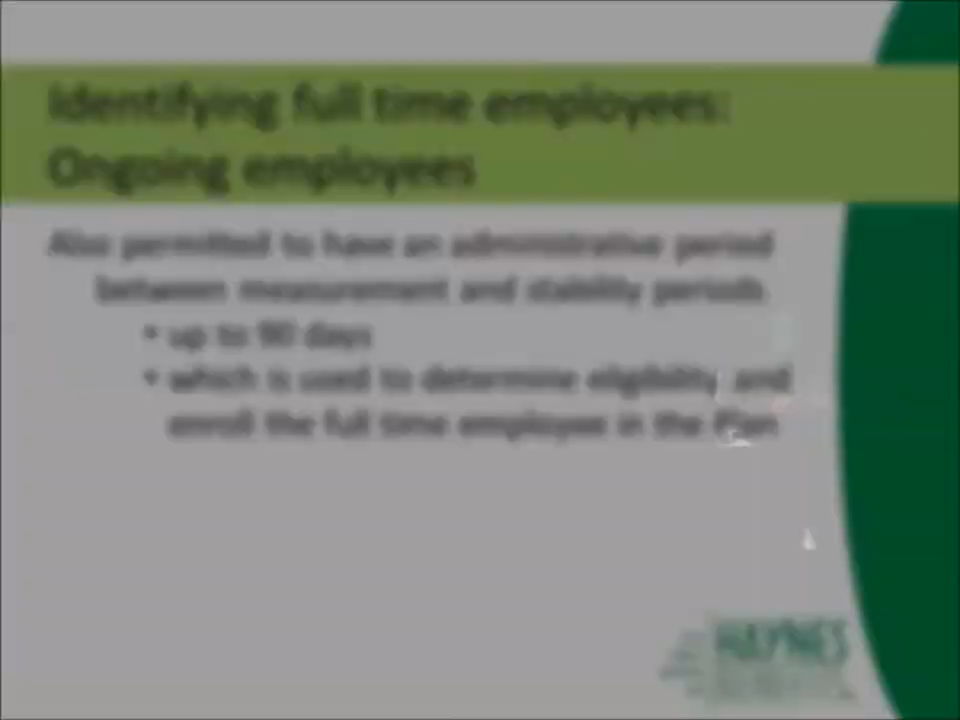 Identifying full time employees:
Ongoing employees
Also permitted to have an administrative period
between measurement and stability periods
• up to 90 days
• which is used to determine eligibility and
enroll the full time employee in the Plan
HAYNES